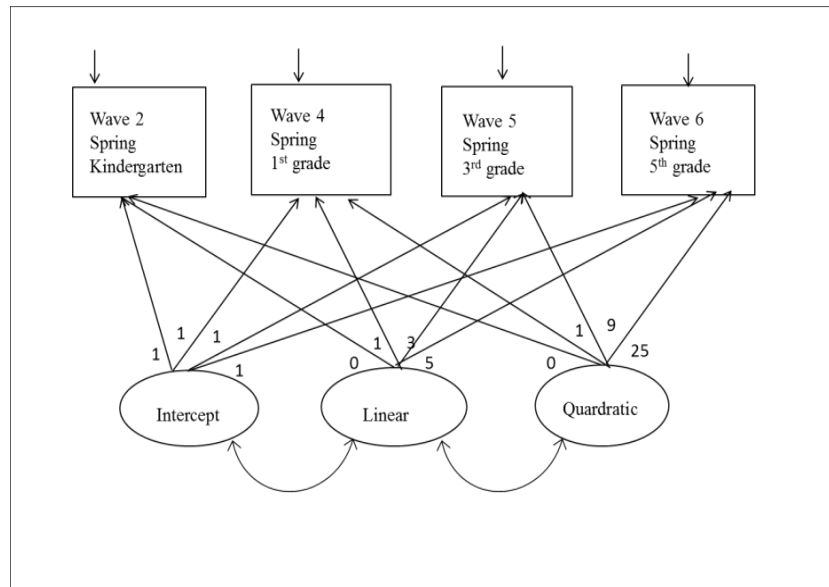 Wave 2
Spring
Kindergarten
Wave 4
Spring
1st grade
Wave 5
Spring
3rd grade
Wave 6
Spring
5th grade
1
1
1
1
0
1
3
5
0
1
9
25
Intercept
Linear
Quardratic